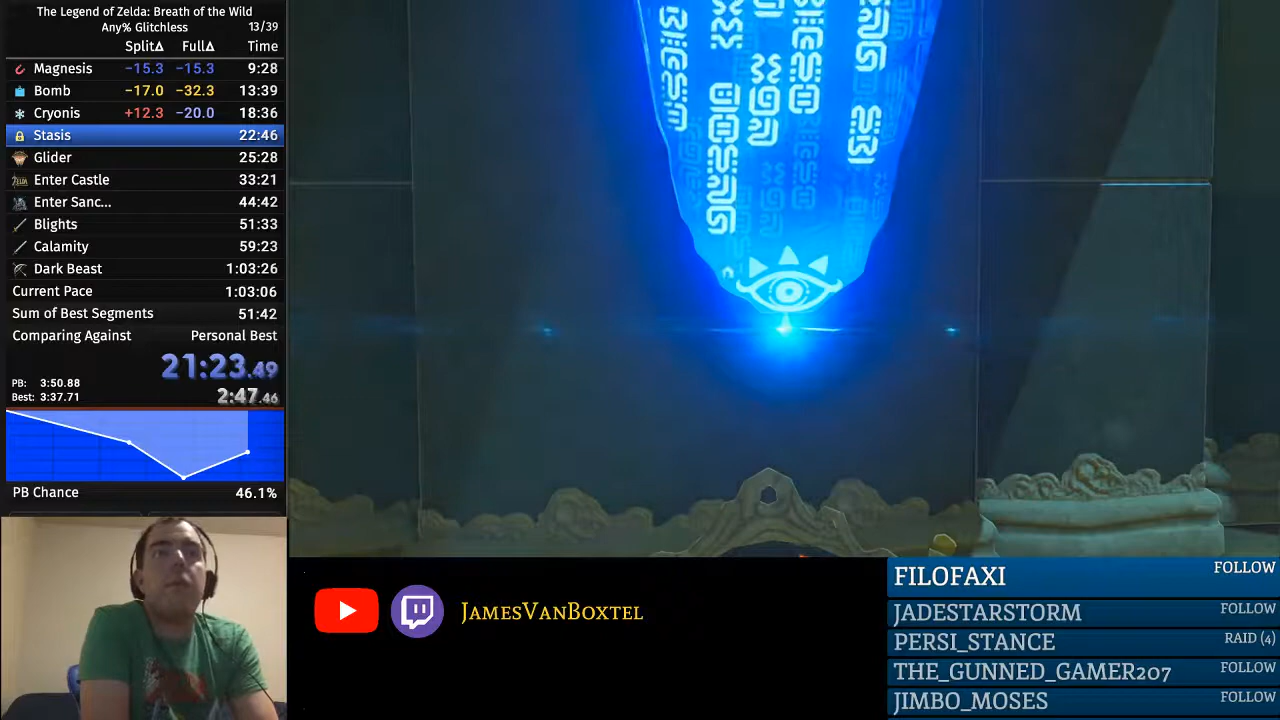 The Legend of Zelda: Breath of the Wild
Any% Glitchless 13/39
SplitΔ FullΔ Time
Magnesis −15.3 −15.3 9:28
Bomb −17.0 −32.3 13:39
Cryonis +12.3 −20.0 18:36
Stasis 22:46
Glider 25:28
Enter Castle 33:21
Enter Sanc... 44:42
Blights 51:33
Calamity 59:23
Dark Beast 1:03:26
Current Pace 1:03:06
Sum of Best Segments 51:42
Comparing Against Personal Best
21:23.49
PB: 3:50.88
Best: 3:37.71 2:47.46
PB Chance 46.1%
JamesVanBoxtel
FILOFAXI FOLLOW
JADESTARSTORM FOLLOW
PERSI_STANCE RAID (4)
THE_GUNNED_GAMER207 FOLLOW
JIMBO_MOSES FOLLOW